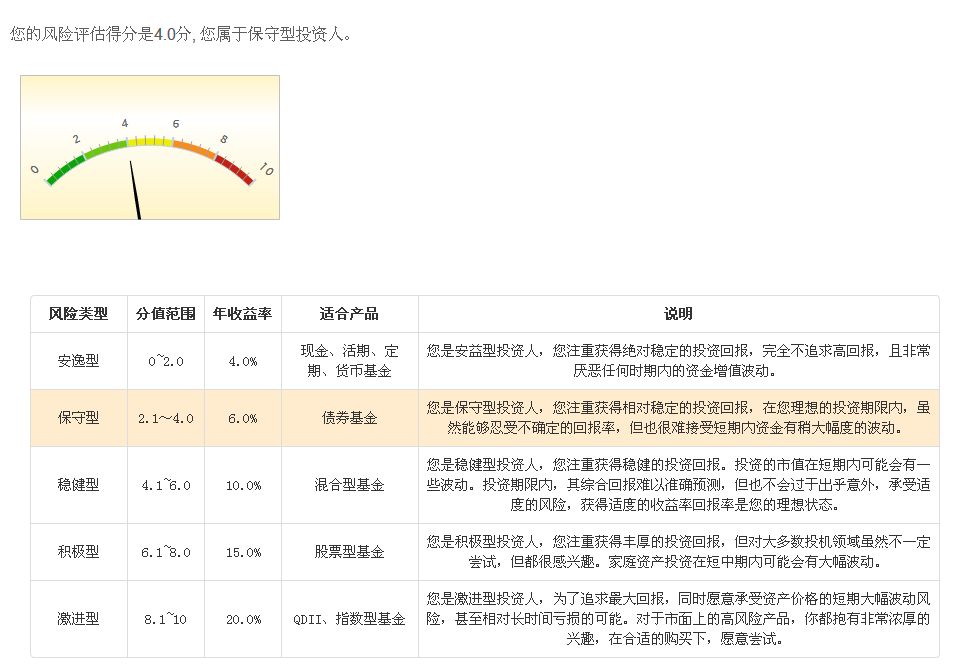 您的风险评估得分是4.0分, 您属于保守型投资人。
0 2 4 6 8 10
风险类型 分值范围 年收益率 适合产品 说明
安逸型 0~2.0 4.0% 现金、活期、定
期、货币基金 您是安益型投资人，您注重获得绝对稳定的投资回报，完全不追求高回报，且非常
厌恶任何时期内的资金增值波动。
保守型 2.1～4.0 6.0% 债券基金 您是保守型投资人，您注重获得相对稳定的投资回报，在您理想的投资期限内，虽
然能够忍受不确定的回报率，但也很难接受短期内资金有稍大幅度的波动。
稳健型 4.1~6.0 10.0% 混合型基金 您是稳健型投资人，您注重获得稳健的投资回报。投资的市值在短期内可能会有一
些波动。投资期限内，其综合回报难以准确预测，但也不会过于出乎意外，承受适
度的风险，获得适度的收益率回报率是您的理想状态。
积极型 6.1~8.0 15.0% 股票型基金 您是积极型投资人，您注重获得丰厚的投资回报，但对大多数投机领域虽然不一定
尝试，但都很感兴趣。家庭资产投资在短中期内可能会有大幅波动。
激进型 8.1~10 20.0% QDII、指数型基金 您是激进型投资人，为了追求最大回报，同时愿意承受资产价格的短期大幅波动风
险，甚至相对长时间亏损的可能。对于市面上的高风险产品，你都抱有非常浓厚的
兴趣，在合适的购买下，愿意尝试。